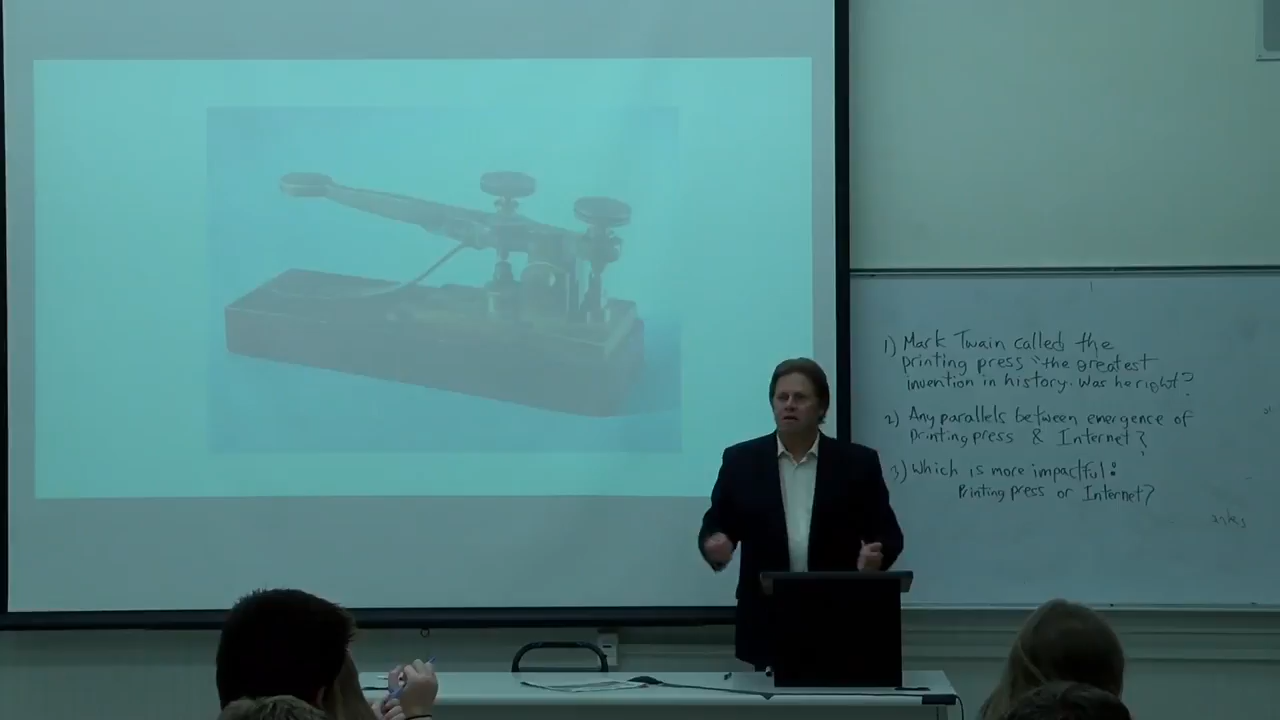 1) Mark Twain called the
printing press "the greatest
invention in history. Was he right?
2) Any parallels between emergence of
Printing press & Internet?
3) Which is more impactful:
Printing press or Internet?